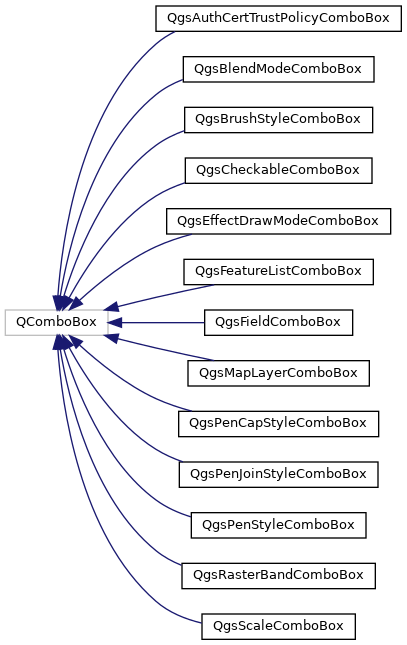 QgsAuthCertTrustPolicyComboBox
QgsBlendModeComboBox
QgsBrushStyleComboBox
QgsCheckableComboBox
QgsEffectDrawModeComboBox
QgsFeatureListComboBox
QComboBox
QgsFieldComboBox
QgsMapLayerComboBox
QgsPenCapStyleComboBox
QgsPenJoinStyleComboBox
QgsPenStyleComboBox
QgsRasterBandComboBox
QgsScaleComboBox